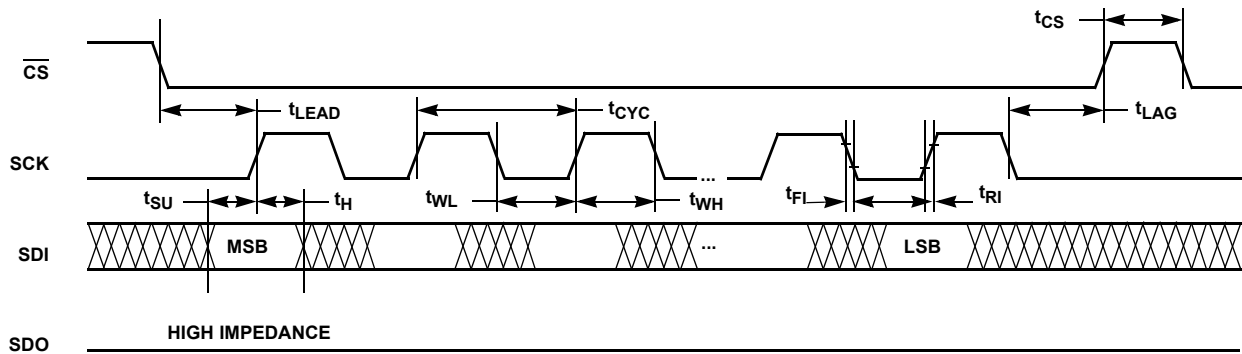 tCS
CS
tLEAD
tCYC
tLAG
SCK
...
tSU
tH
tWL
tWH
tFI
tRI
SDI
MSB
...
LSB
HIGH IMPEDANCE
SDO